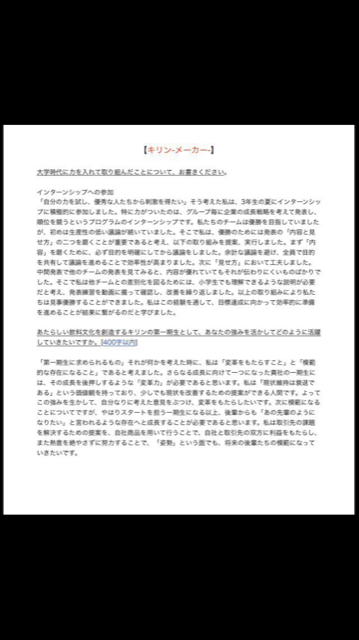 【キリン-メーカー-】
大学時代に力を入れて取り組んだことについて、お書きください。
インターンシップへの参加
「自分の力を試し、優秀な人たちから刺激を得たい」そう考えた私は、3年生の夏にインターンシッ
プに積極的に参加しました。特に力がついたのは、グループ毎に企業の成長戦略を考えて発表し、
順位を競うというプログラムのインターンシップです。私たちのチームは優勝を目指していました
が、初めは生産性の低い議論が続いていました。そこで私は、優勝のためには発表の「内容と見
せ方」の二つを磨くことが重要であると考え、以下の取り組みを提案、実行しました。まず「内
容」を磨くために、必ず目的を明確にしてから議論をしました。余計な議論を避け、全員で目的
を共有して議論を進めることで効率性が高まりました。次に「見せ方」において工夫しました。
中間発表で他のチームの発表を見てみると、内容が優れていてもそれが伝わりにくいものばかりで
した。そこで私は他チームとの差別化を図るためには、小学生でも理解できるような説明が必要
だと考え、発表練習を動画に撮って確認し、改善を繰り返しました。以上の取り組みにより私た
ちは見事優勝することができました。私はこの経験を通して、目標達成に向かって効率的に準備
を進めることが結果に繋がるのだと学びました。
あたらしい飲料文化を創造するキリンの第一期生として、あなたの強みを活かしてどのように活躍
していきたいですか。[400字以内]
「第一期生に求められるもの」それが何かを考えた時に、私は「変革をもたらすこと」と「模範
的な存在になること」であると考えました。さらなる成長に向けて一つになった貴社の一期生に
は、その成長を後押しするような「変革力」が必要であると思います。私は「現状維持は衰退で
ある」という価値観を持っており、少しでも現状を改善するための提案ができる人間です。よって
この強みを生かして、自分なりに考えた意見をぶつけ、変革をもたらしたいです。次に模範になる
ことについてですが、やはりスタートを担う一期生になる以上、後輩からも「あの先輩のように
なりたい」と言われるような存在へと成長することが必要であると思います。私は取引先の課題
を解決するための提案を、自社商品を用いて行うことで、自社と取引先の双方に利益をもたらし、
また熱意を絶やさずに努力することで、「姿勢」という面でも、将来の後輩たちの模範になって
いきたいです。